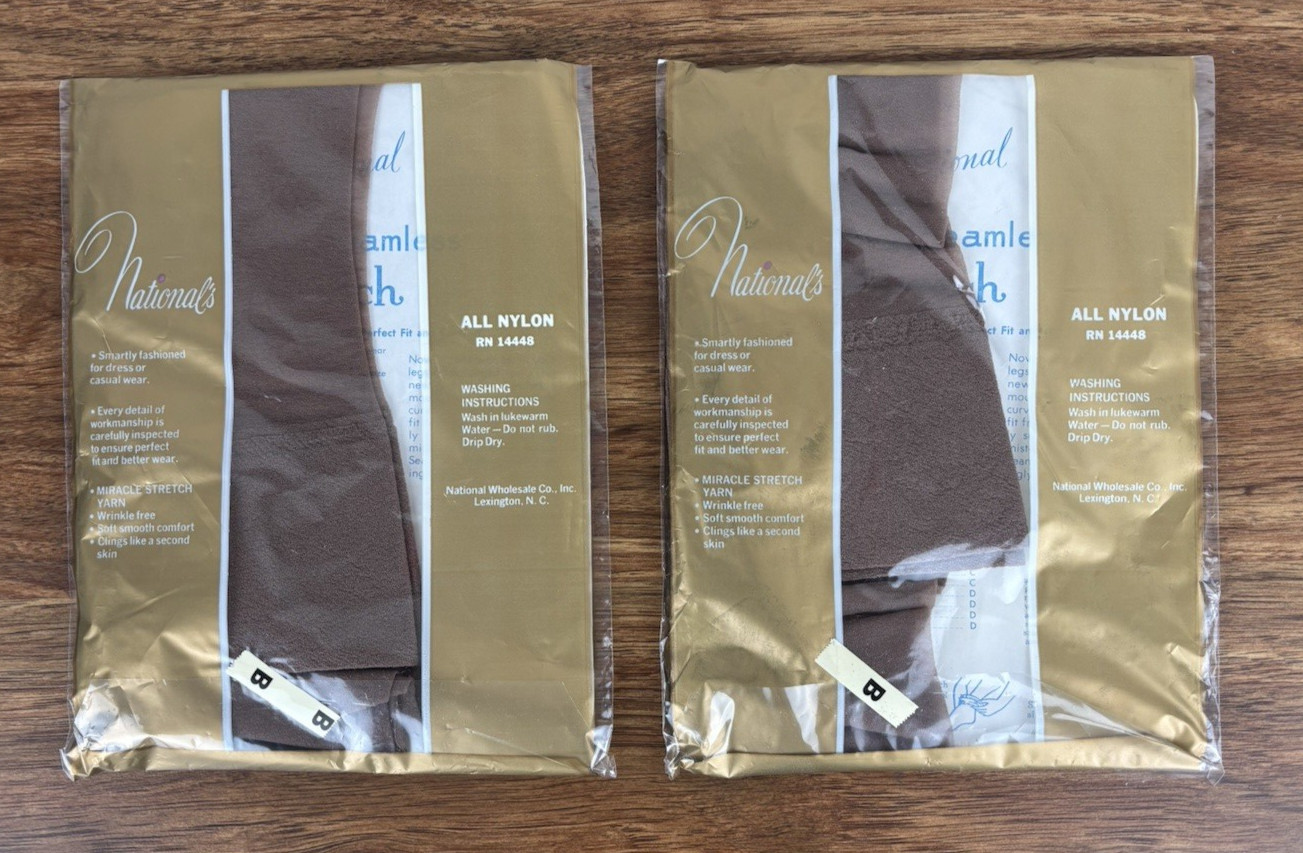 National's
• Smartly fashioned
for dress or
casual wear.
• Every detail of
workmanship is
carefully inspected
to ensure perfect
fit and better wear.
• MIRACLE STRETCH
YARN
• Wrinkle free
• Soft smooth comfort
• Clings like a second
skin
B
B
ALL NYLON
RN 14448
WASHING
INSTRUCTIONS
Wash in lukewarm
Water — Do not rub.
Drip Dry.
National Wholesale Co., Inc.
Lexington, N. C.
National's
• Smartly fashioned
for dress or
casual wear.
• Every detail of
workmanship is
carefully inspected
to ensure perfect
fit and better wear.
• MIRACLE STRETCH
YARN
• Wrinkle free
• Soft smooth comfort
• Clings like a second
skin
C
C
D
D
D
D
B
ALL NYLON
RN 14448
WASHING
INSTRUCTIONS
Wash in lukewarm
Water — Do not rub.
Drip Dry.
National Wholesale Co., Inc.
Lexington, N. C.